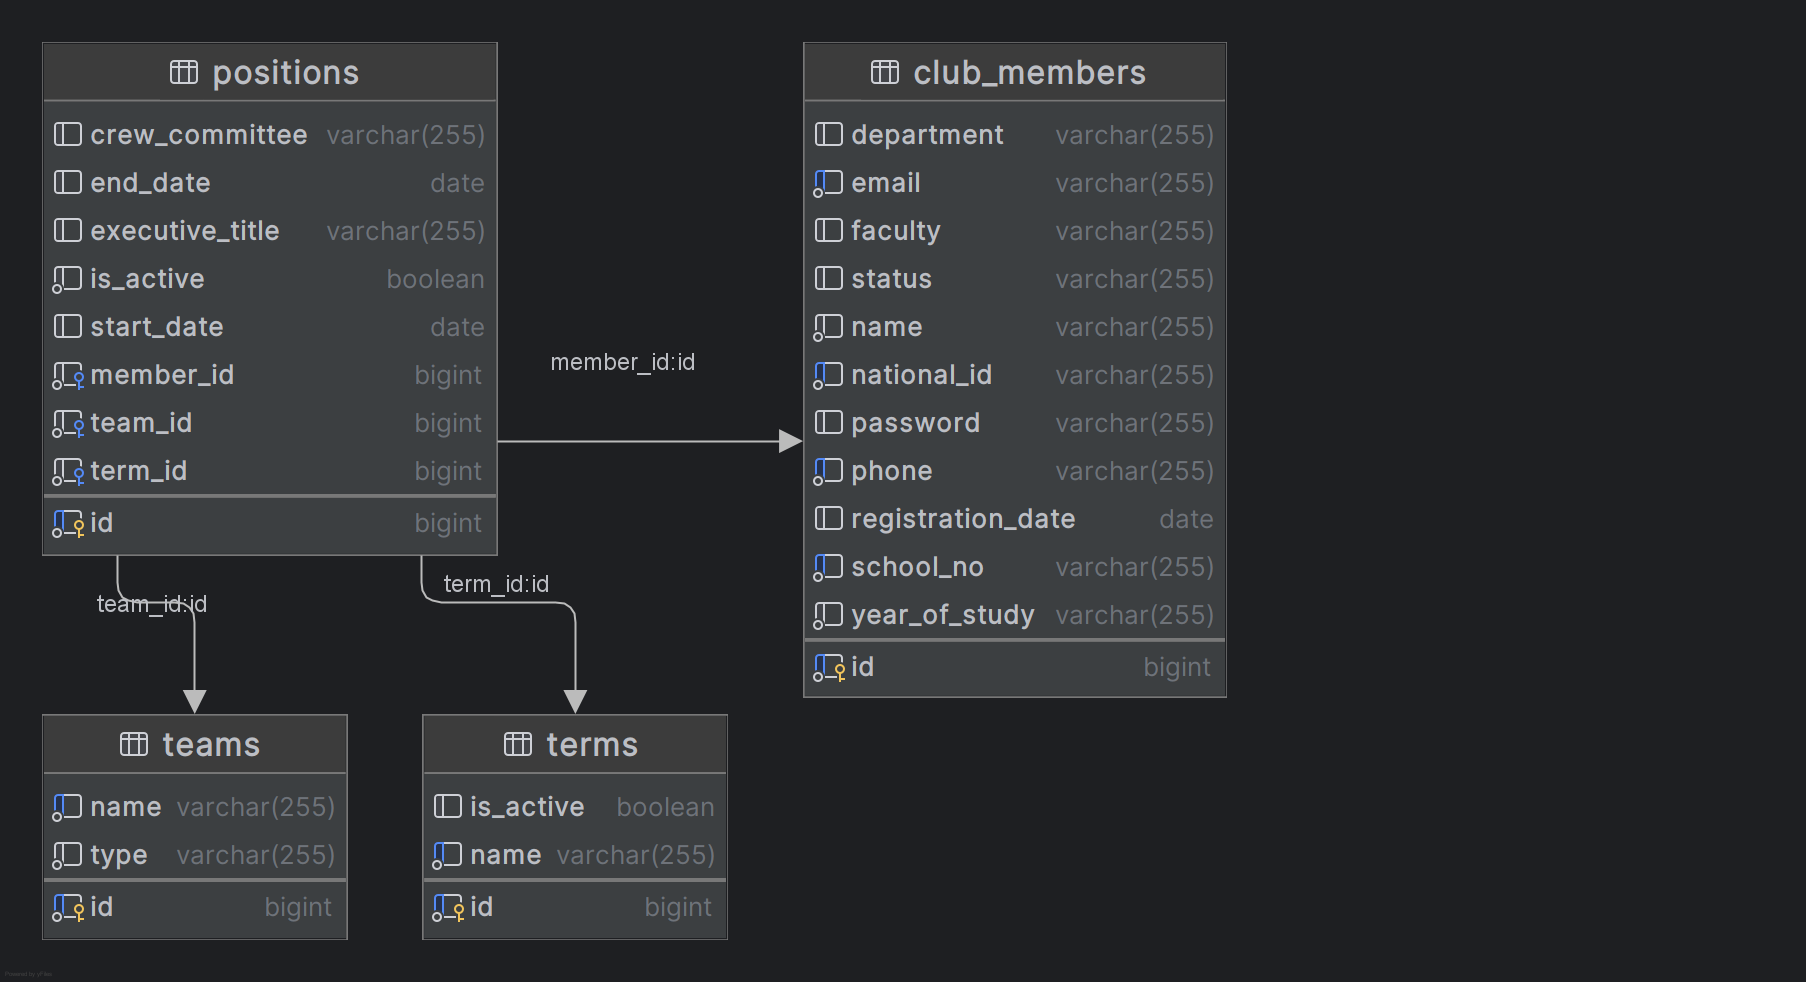 positions
crew_committee varchar(255)
end_date date
executive_title varchar(255)
is_active boolean
start_date date
member_id bigint
team_id bigint
term_id bigint
id bigint
member_id:id
club_members
department varchar(255)
email varchar(255)
faculty varchar(255)
status varchar(255)
name varchar(255)
national_id varchar(255)
password varchar(255)
phone varchar(255)
registration_date date
school_no varchar(255)
year_of_study varchar(255)
id bigint
team_id:id
term_id:id
teams
name varchar(255)
type varchar(255)
id bigint
terms
is_active boolean
name varchar(255)
id bigint
Powered by yFiles